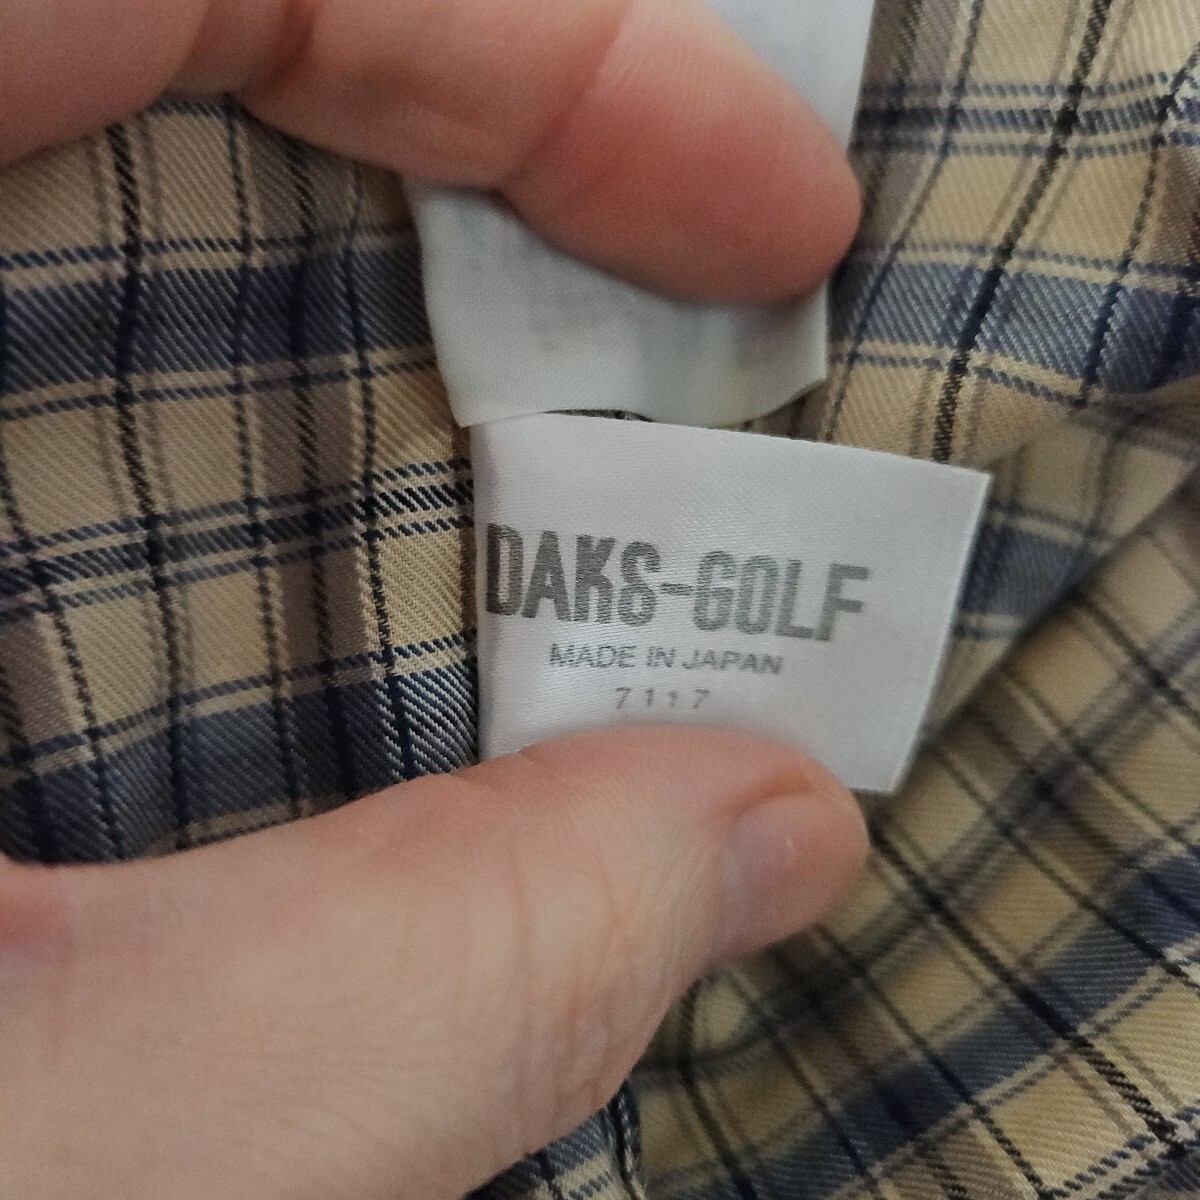 DAKS-GOLF
MADE IN JAPAN
7117